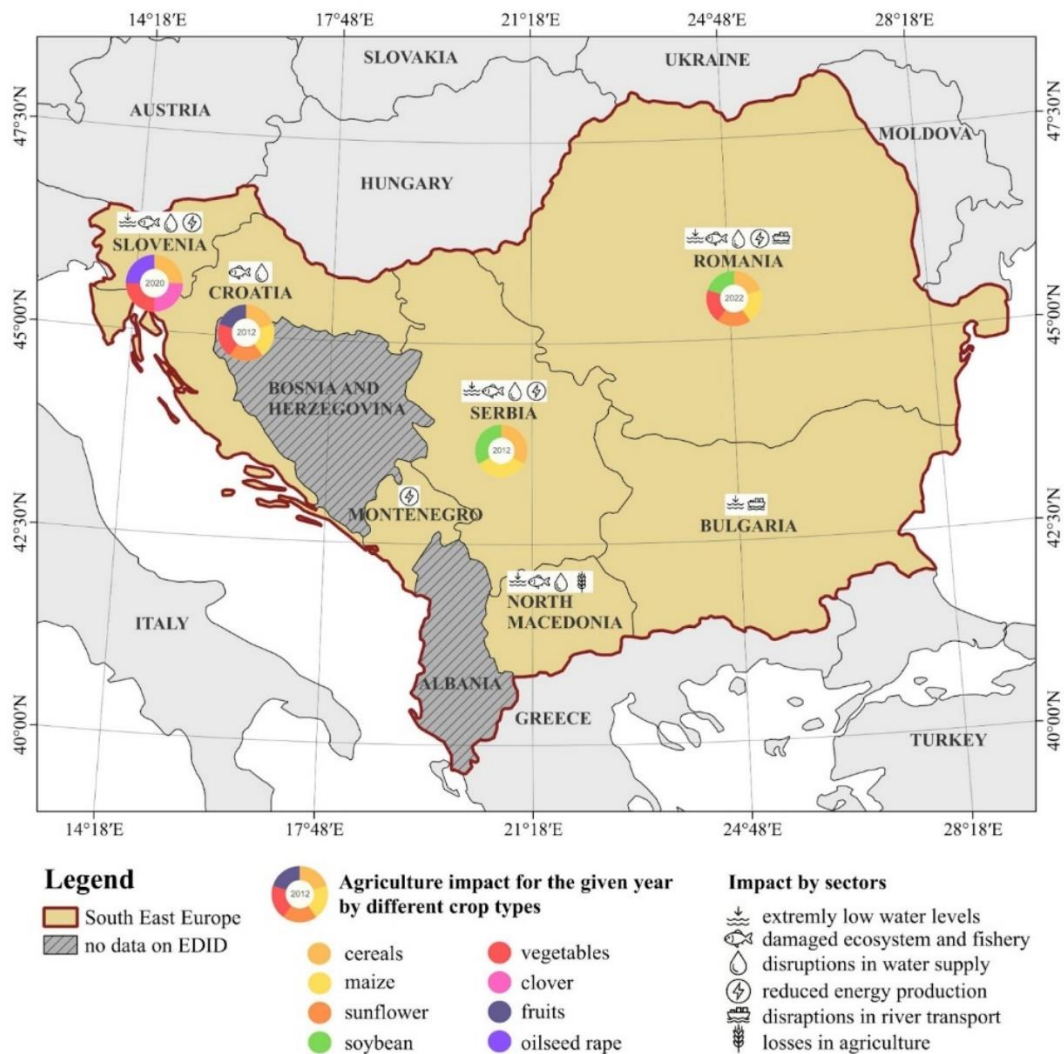 14°18′E 17°48′E 21°18′E 24°48′E 28°18′E
SLOVAKIA
UKRAINE
AUSTRIA
47°30′N
47°30′N
MOLDOVA
HUNGARY
SLOVENIA
2020
ROMANIA
2022
CROATIA
2012
45°00′N
45°00′N
BOSNIA AND
HERZEGOVINA
SERBIA
2012
MONTENEGRO
BULGARIA
42°30′N
42°30′N
NORTH
MACEDONIA
ITALY
ALBANIA
GREECE
TURKEY
40°00′N
40°00′N
14°18′E 17°48′E 21°18′E 24°48′E 28°18′E
Legend
South East Europe
no data on EDID
2012
Agriculture impact for the given year
by different crop types
cereals
maize
sunflower
soybean
vegetables
clover
fruits
oilseed rape
Impact by sectors
extremly low water levels
damaged ecosystem and fishery
disruptions in water supply
reduced energy production
disraptions in river transport
losses in agriculture